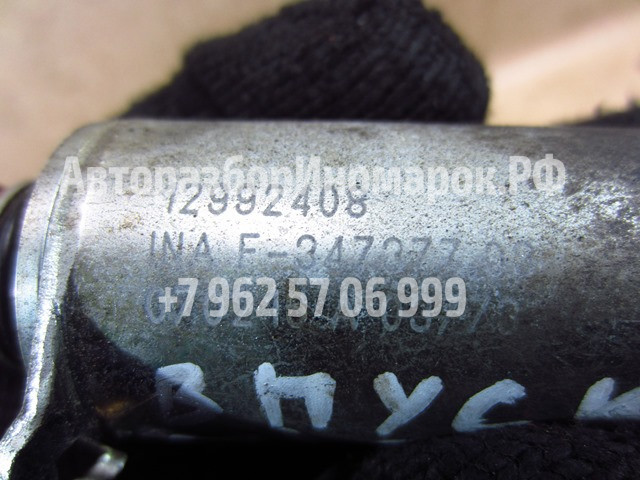 АвторазборИномарок.РФ
12992408
INA F-347377
+7 962 57 06 999
ВПУСК